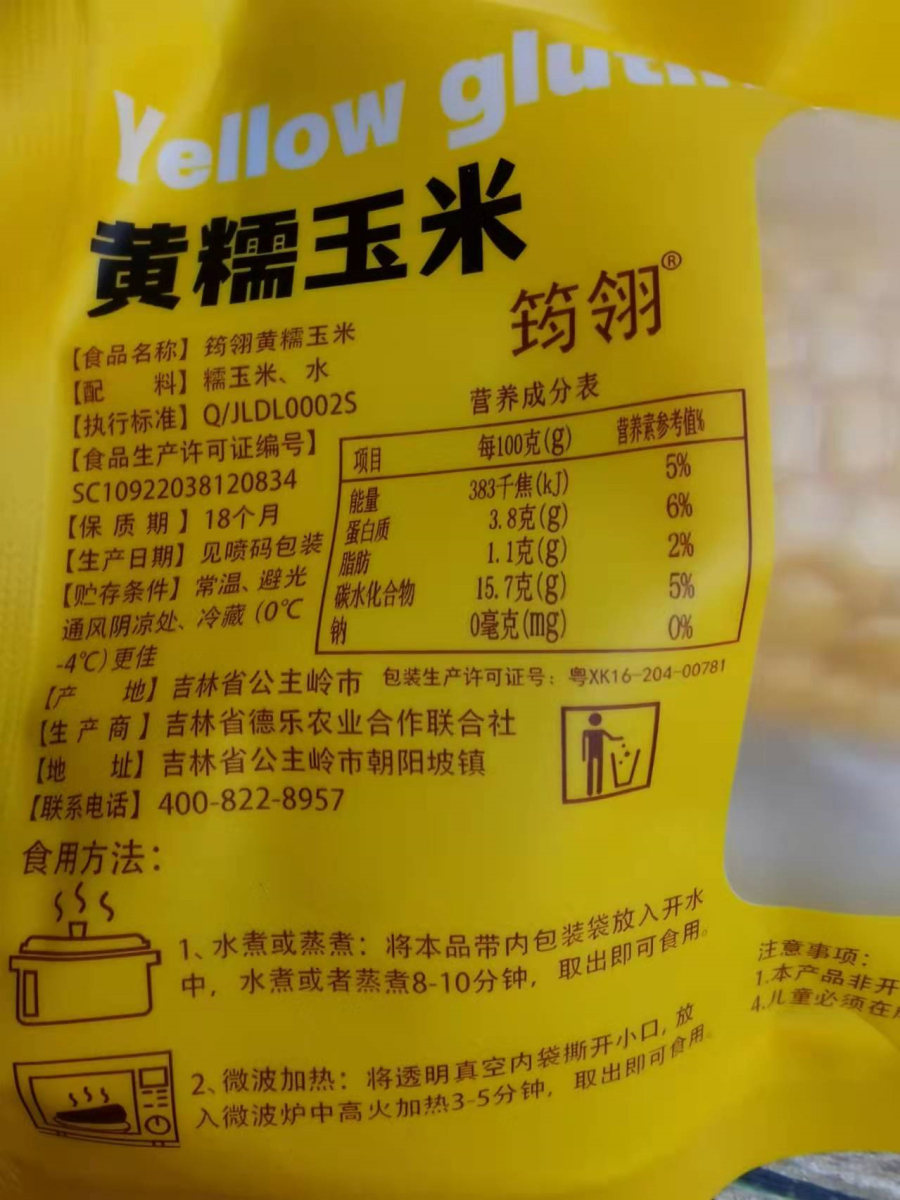 Yellow
黄糯玉米
筠翎®
【食品名称】筠翎黄糯玉米
【配 料】糯玉米、水
【执行标准】Q/JLDL0002S
【食品生产许可证编号】
SC10922038120834
【保 质 期 】18个月
【生产日期】见喷码包装
【贮存条件】常温、避光
通风阴凉处、冷藏(0℃
-4℃)更佳
营养成分表
项目 每100克(g) 营养素参考值%
能量 383千焦(kJ) 5%
蛋白质 3.8克(g) 6%
脂肪 1.1克(g) 2%
碳水化合物 15.7克(g) 5%
钠 0毫克(mg) 0%
【产 地】吉林省公主岭市 包装生产许可证号：粤XK16-204-00781
【生 产 商】吉林省德乐农业合作联合社
【地 址】吉林省公主岭市朝阳坡镇
【联系电话】400-822-8957
食用方法：
1、水煮或蒸煮：将本品带内包装袋放入开水
中，水煮或者蒸煮8-10分钟，取出即可食用。
2、微波加热：将透明真空内袋撕开小口，放
入微波炉中高火加热3-5分钟，取出即可食用。
注意事项：
1.本产品非开
4.儿童必须在